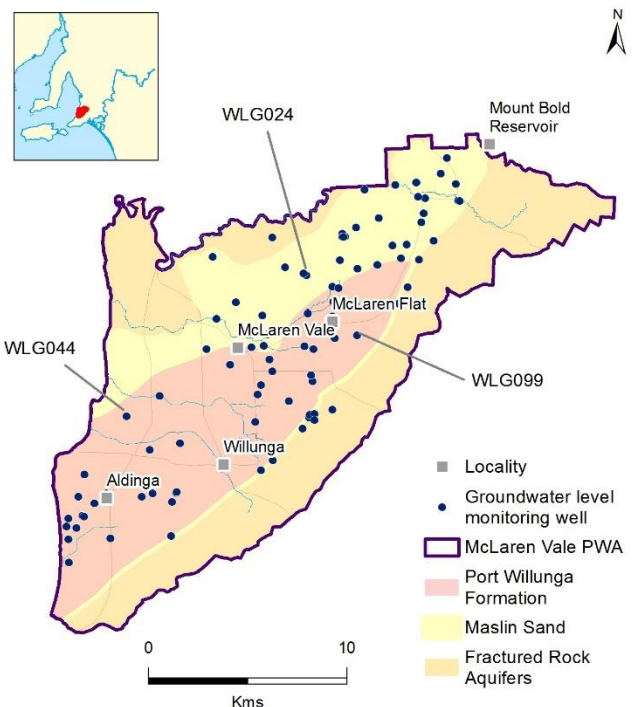 N
Mount Bold
Reservoir
WLG024
McLaren Flat
McLaren Vale
WLG044
WLG099
Willunga
Aldinga
Locality
Groundwater level
monitoring well
McLaren Vale PWA
Port Willunga
Formation
Maslin Sand
Fractured Rock
Aquifers
0
10
Kms